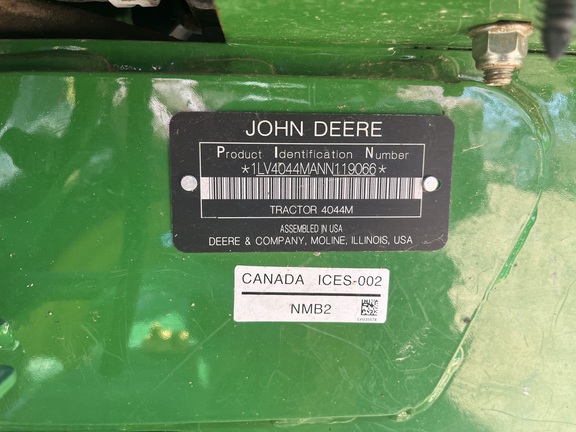 JOHN DEERE
Product Identification Number
*1LV4044MANN119066*
TRACTOR 4044M
ASSEMBLED IN USA
DEERE & COMPANY, MOLINE, ILLINOIS, USA
CANADA ICES-002
NMB2